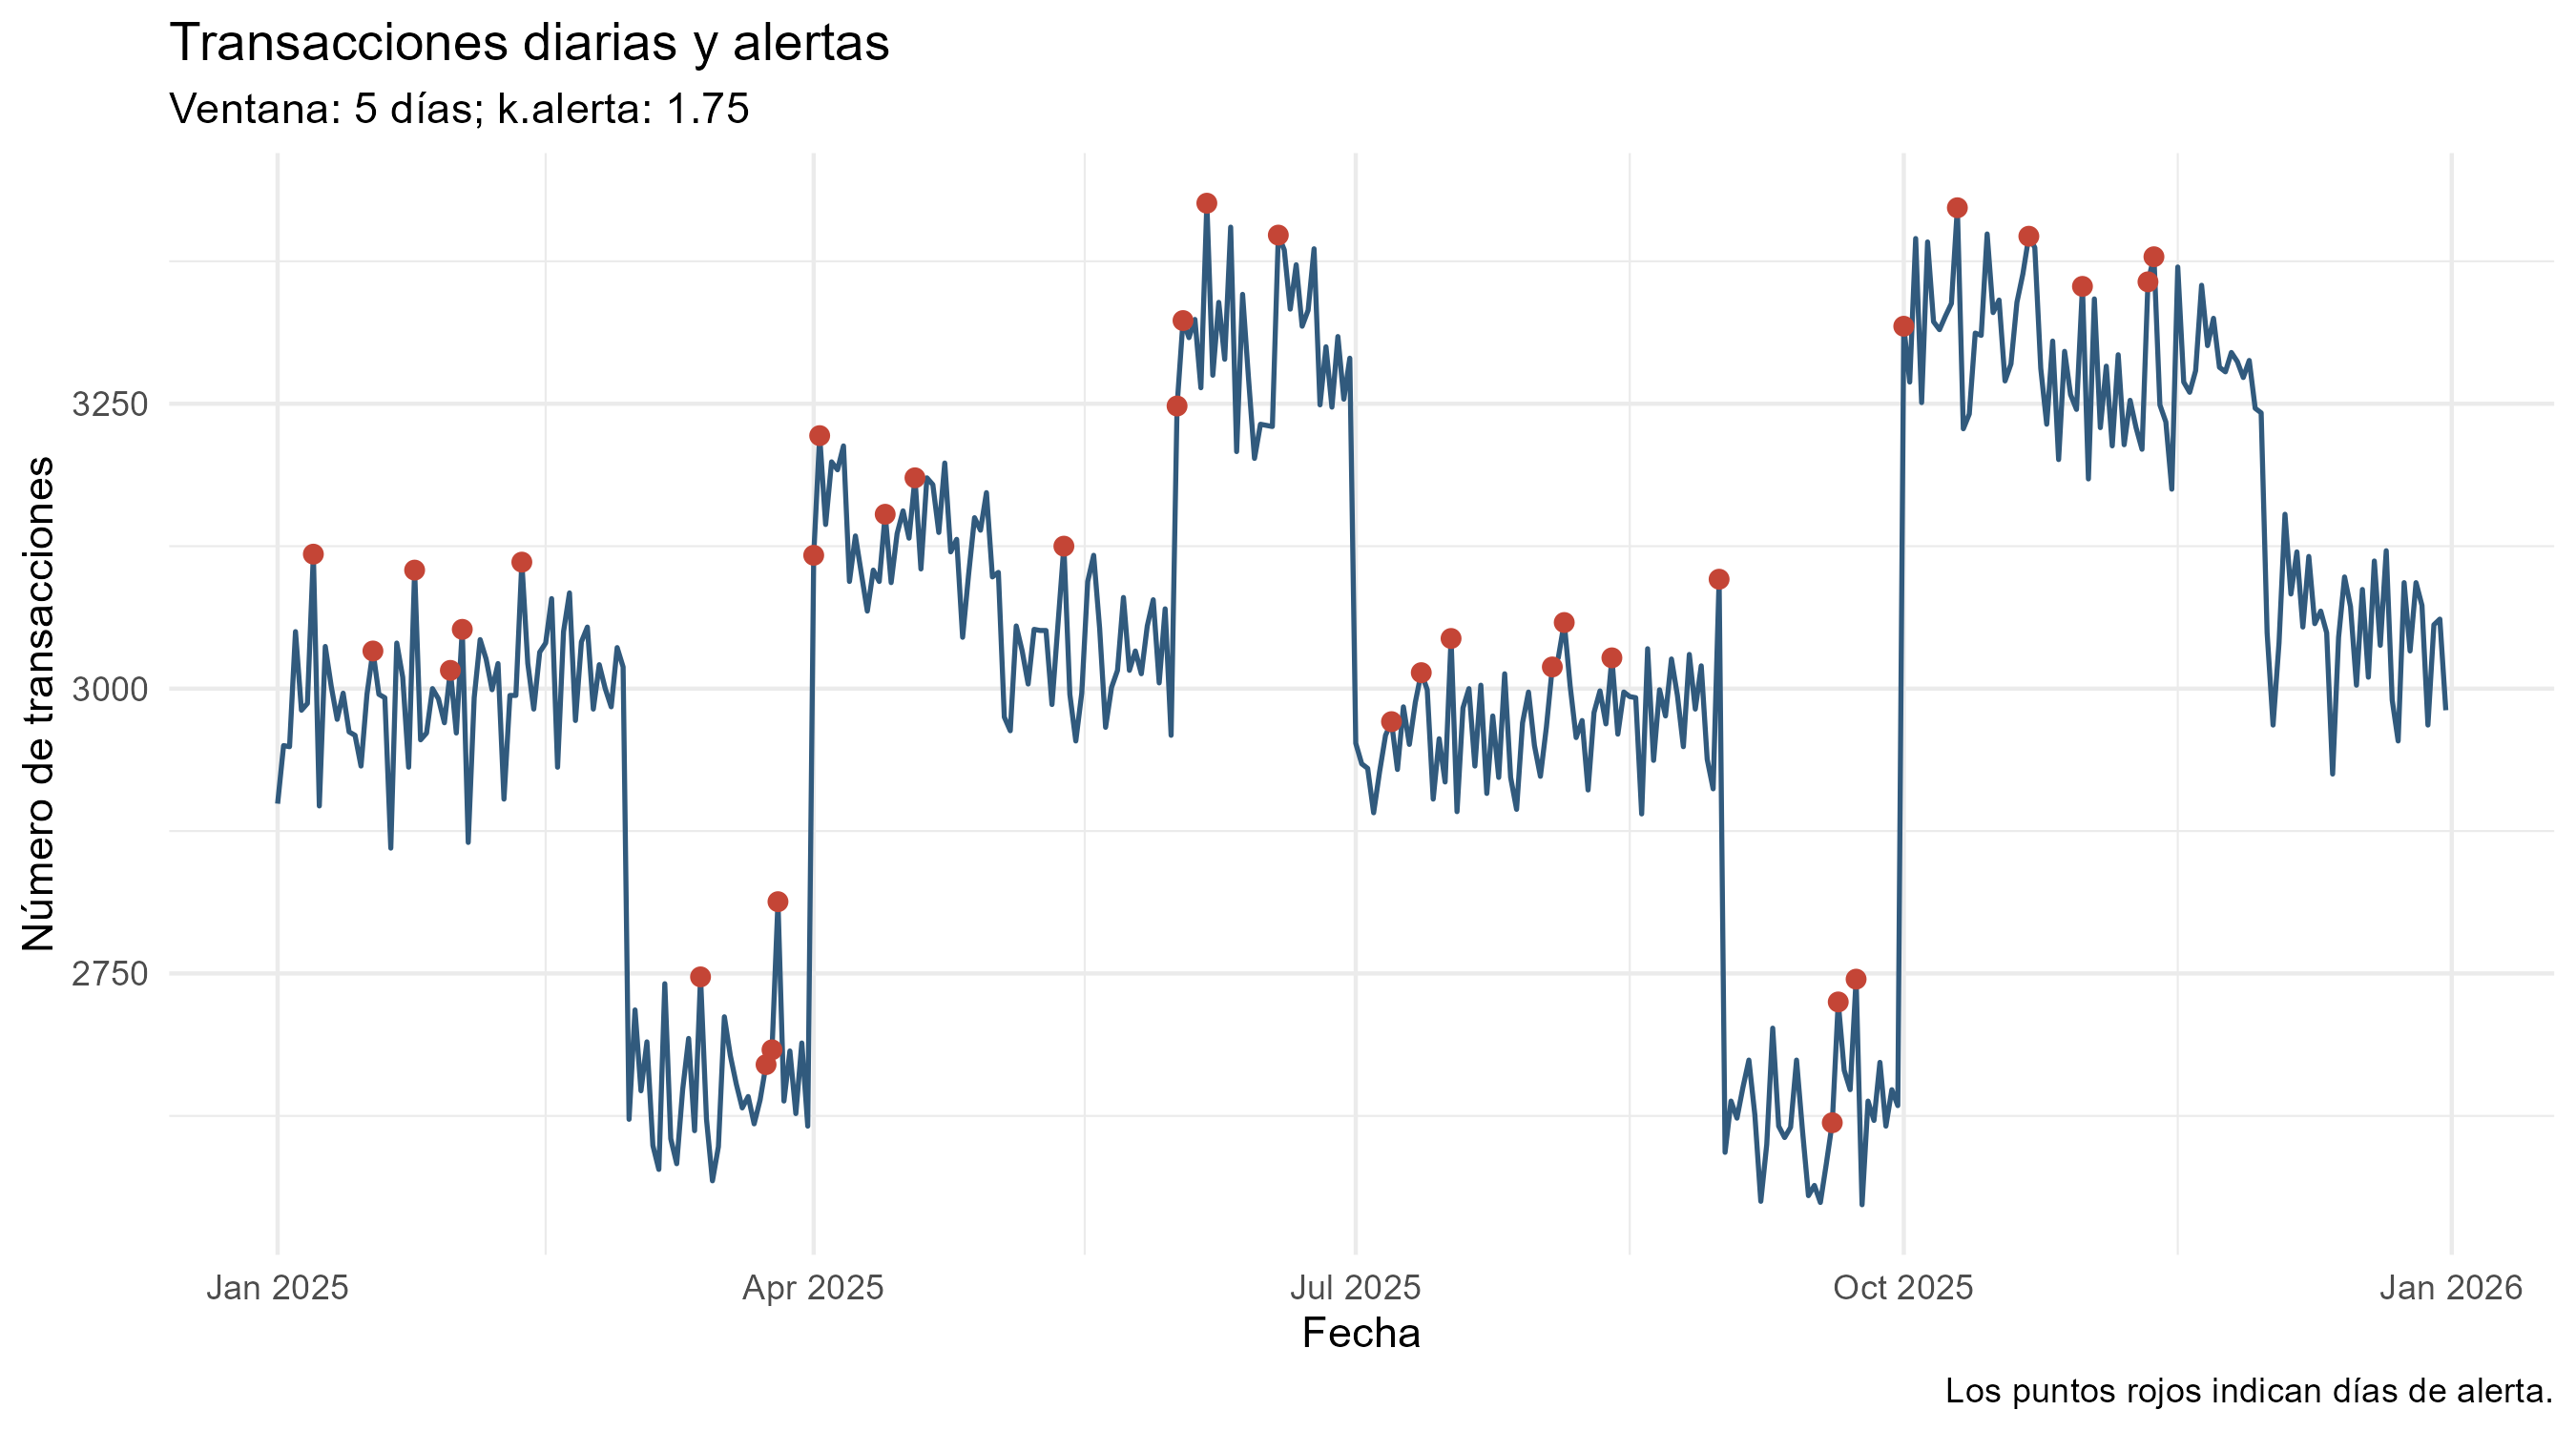 Transacciones diarias y alertas
Ventana: 5 días; k.alerta: 1.75
Número de transacciones
3250
3000
2750
Jan 2025
Apr 2025
Jul 2025
Oct 2025
Jan 2026
Fecha
Los puntos rojos indican días de alerta.